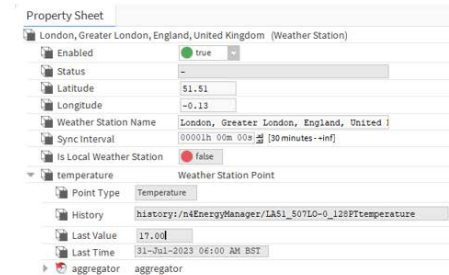 Property Sheet
London, Greater London, England, United Kingdom (Weather Station)
Enabled true
Status -
Latitude 51.51
Longitude -0.13
Weather Station Name London, Greater London, England, United
Sync Interval 00001h 00m 00s [30 minutes - +inf]
Is Local Weather Station false
temperature Weather Station Point
Point Type Temperature
History history:/n4EnergyManager/LA51_507LO-0_128PTtemperature
Last Value 17.00
Last Time 31-Jul-2023 06:00 AM BST
aggregator aggregator